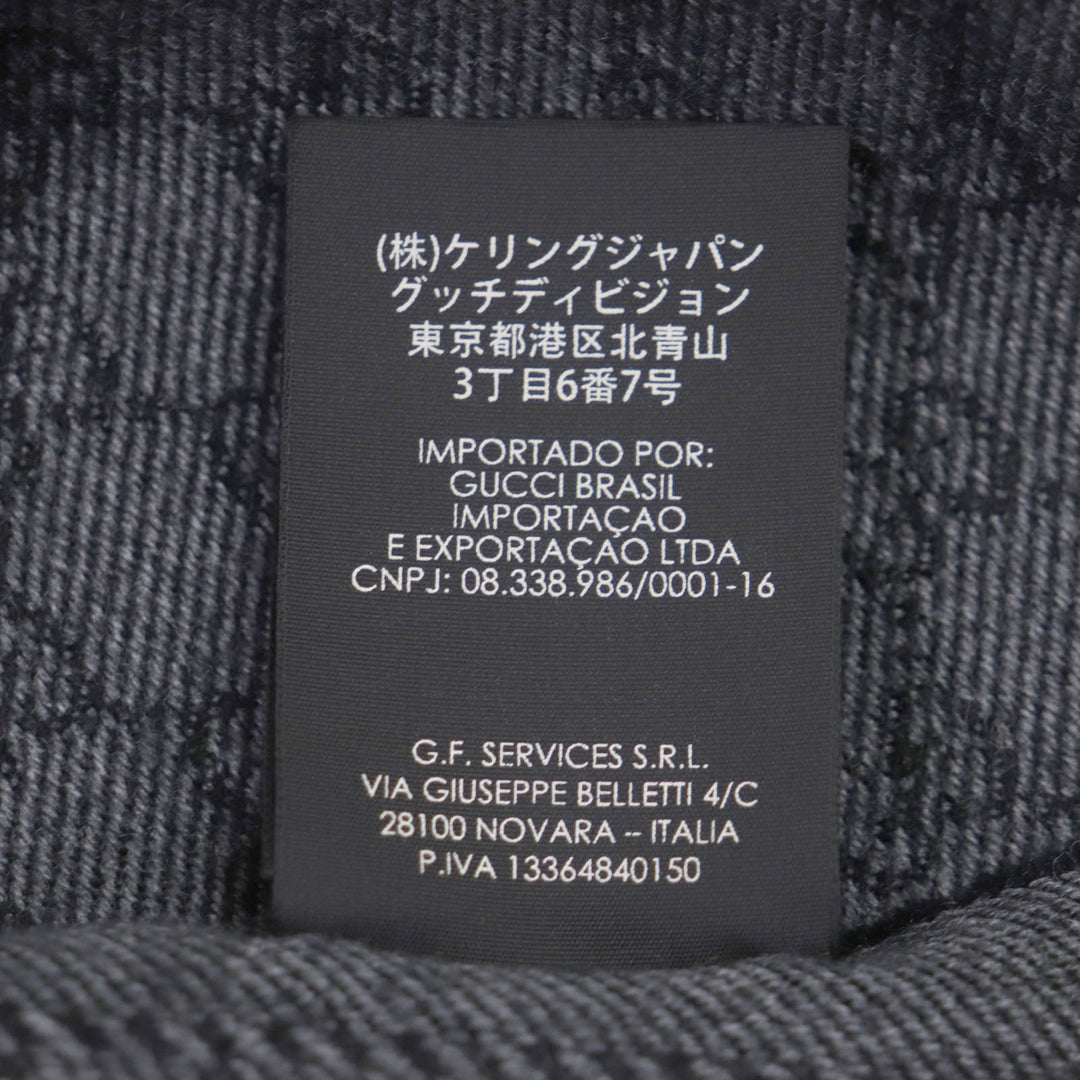 (株)ケリングジャパン
グッチディビジョン
東京都港区北青山
3丁目6番7号
IMPORTADO POR:
GUCCI BRASIL
IMPORTAÇAO
E EXPORTAÇAO LTDA
CNPJ: 08.338.986/0001-16
G.F. SERVICES S.R.L.
VIA GIUSEPPE BELLETTI 4/C
28100 NOVARA -- ITALIA
P.IVA 13364840150